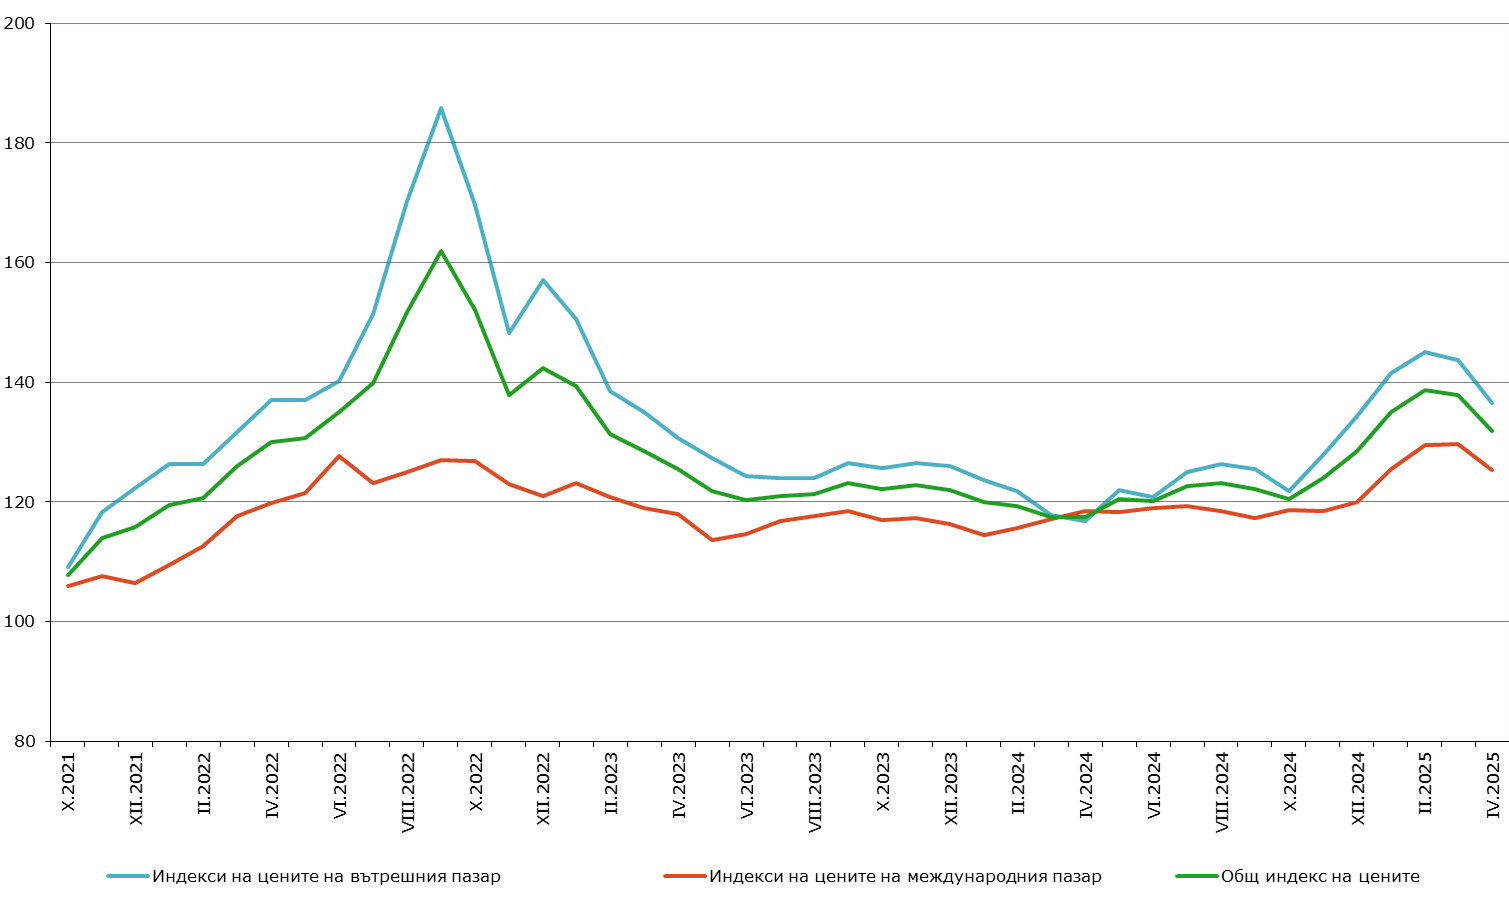 200
180
160
140
120
100
80
X.2021
XII.2021
II.2022
IV.2022
VI.2022
VIII.2022
X.2022
XII.2022
II.2023
IV.2023
VI.2023
VIII.2023
X.2023
XII.2023
II.2024
IV.2024
VI.2024
VIII.2024
X.2024
XII.2024
II.2025
IV.2025
Индекси на цените на вътрешния пазар
Индекси на цените на международния пазар
Общ индекс на цените